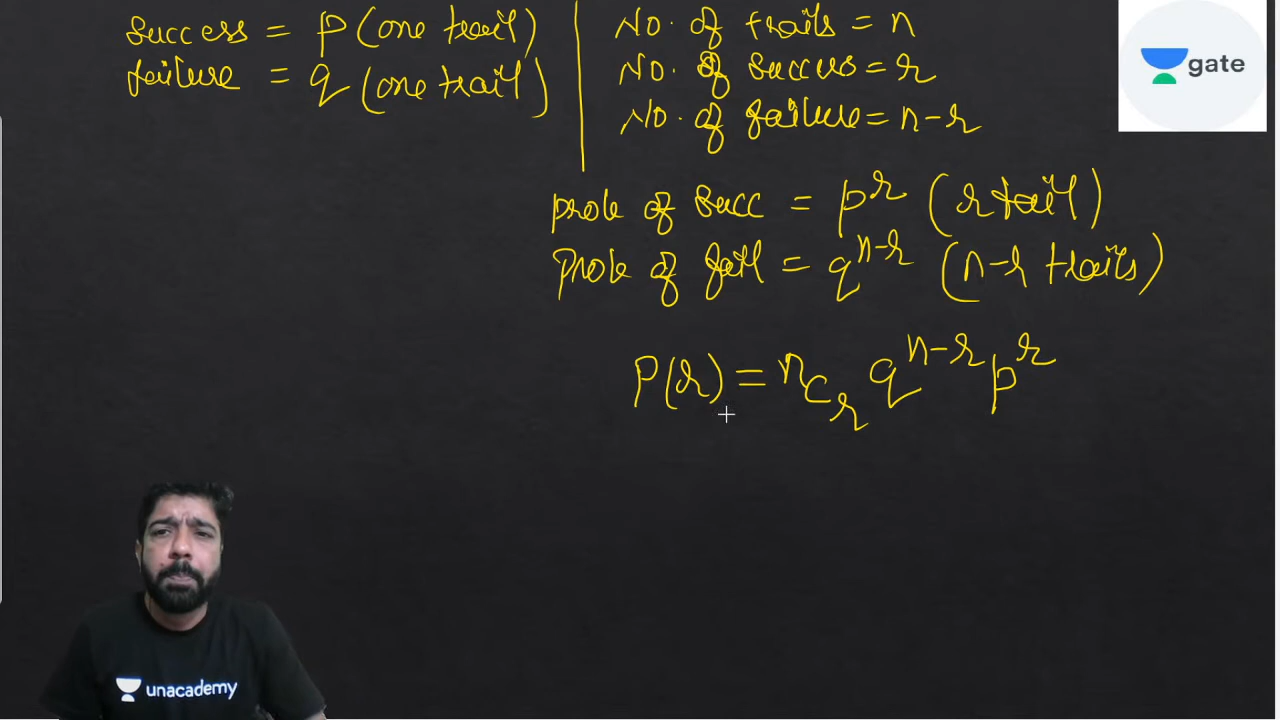 Success = p (one trail)
failure = q (one trail)
No. of trails = n
No. of success = r
No. of failure = n-r
gate
prob of Succ = p^r (r trail)
Prob of fail = q^n-r (n-r trails)
P(r) = nCr q^n-r p^r
unacademy